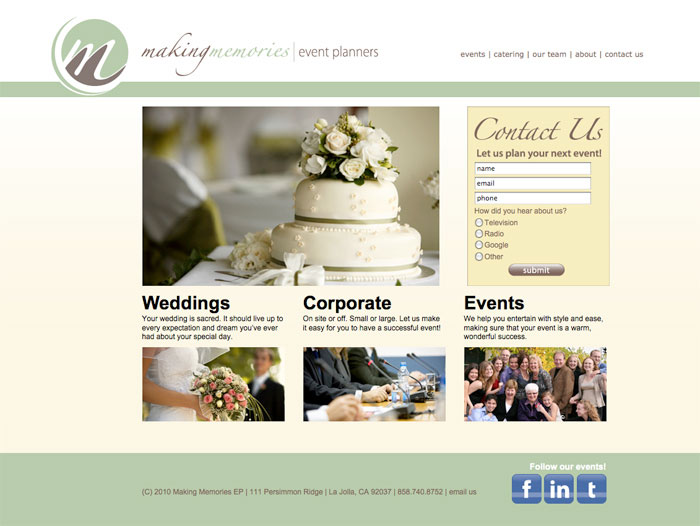 m
makingmemories | event planners
events | catering | our team | about | contact us
Contact Us
Let us plan your next event!
name
email
phone
How did you hear about us?
Television
Radio
Google
Other
submit
Weddings
Your wedding is sacred. It should live up to
every expectation and dream you've ever
had about your special day.
Corporate
On site or off. Small or large. Let us make
it easy for you to have a successful event!
Events
We help you entertain with style and ease,
making sure that your event is a warm,
wonderful success.
Follow our events!
f in t
(C) 2010 Making Memories EP | 111 Persimmon Ridge | La Jolla, CA 92037 | 858.740.8752 | email us